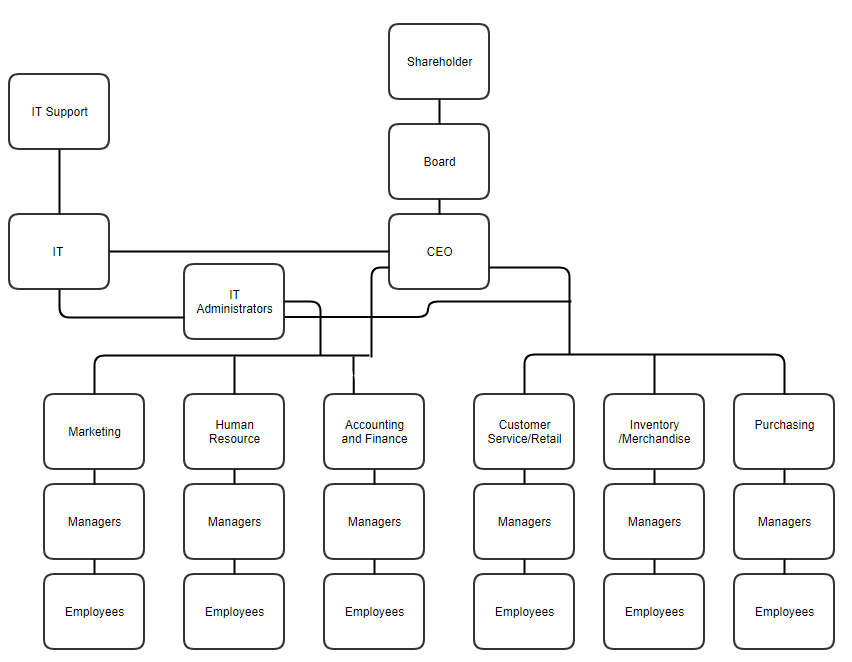 Shareholder
IT Support
Board
IT
CEO
IT
Administrators
Marketing
Human
Resource
Accounting
and Finance
Customer
Service/Retail
Inventory
/Merchandise
Purchasing
Managers
Managers
Managers
Managers
Managers
Managers
Employees
Employees
Employees
Employees
Employees
Employees